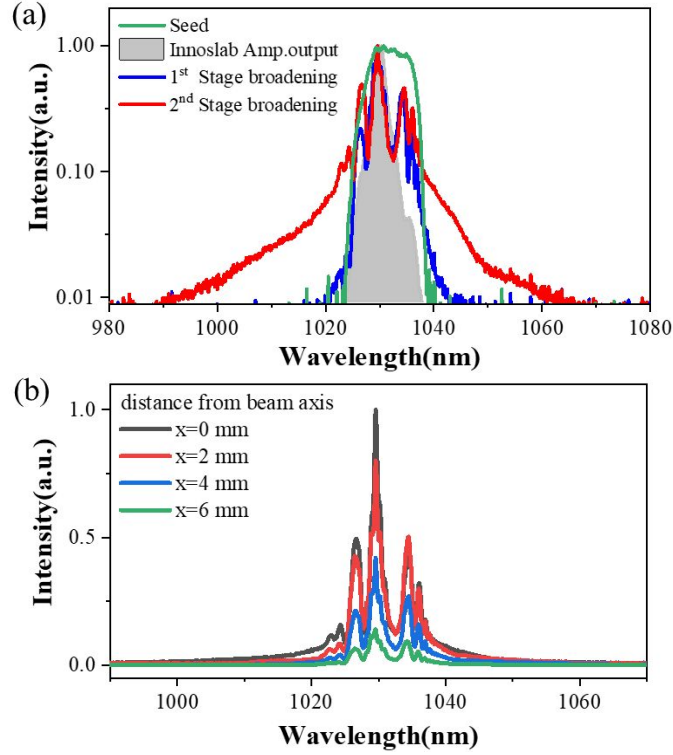 (a)
Seed
Innoslab Amp.output
1st Stage broadening
2nd Stage broadening
1.00
0.10
0.01
Intensity(a.u.)
980 1000 1020 1040 1060 1080
Wavelength(nm)
(b)
distance from beam axis
x=0 mm
x=2 mm
x=4 mm
x=6 mm
1.0
0.5
0.0
Intensity(a.u.)
1000 1020 1040 1060
Wavelength(nm)